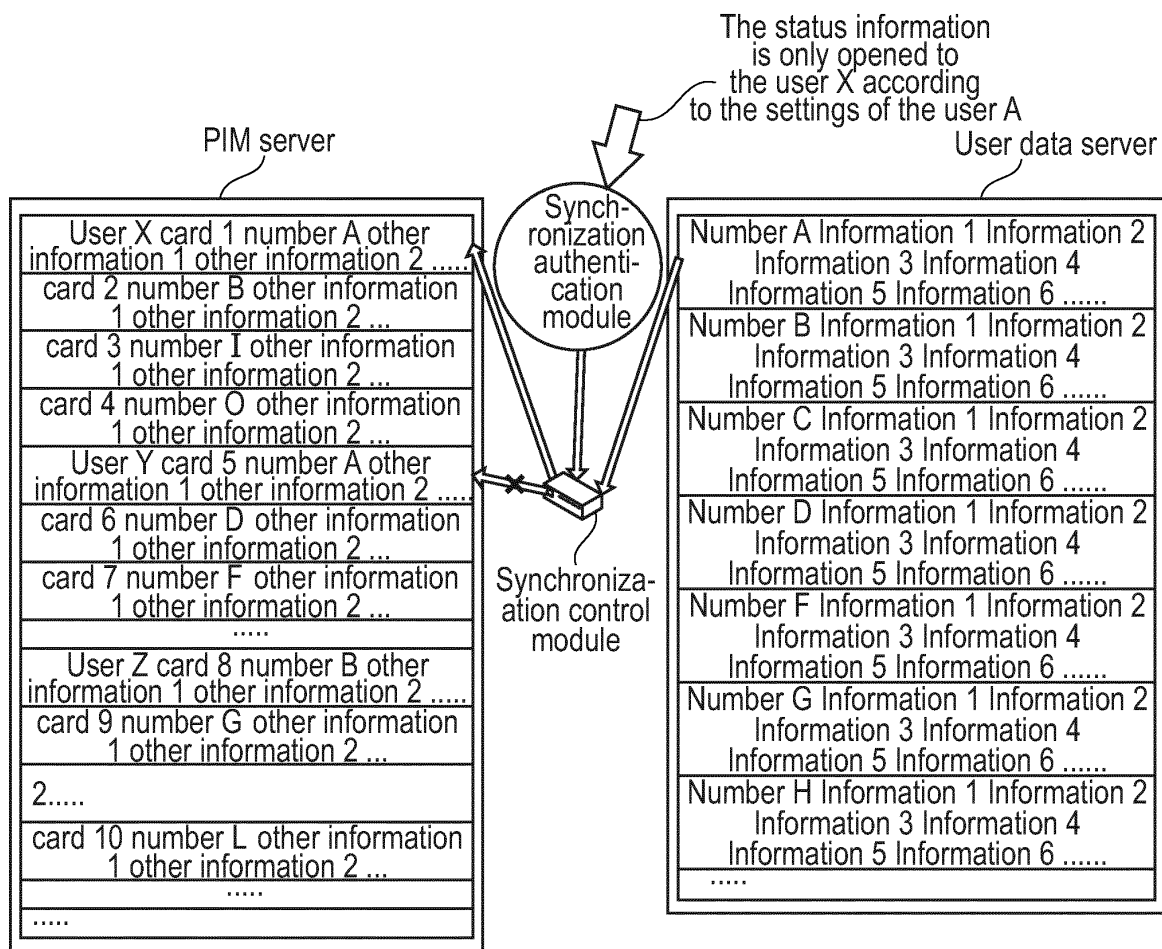 The status information
is only opened to
the user X according
to the settings of the user A
PIM server
User data server
User X card 1 number A other
information 1 other information 2 .....
card 2 number B other information
1 other information 2 ...
card 3 number I other information
1 other information 2 ...
card 4 number O other information
1 other information 2 ...
User Y card 5 number A other
information 1 other information 2 .....
card 6 number D other information
1 other information 2 ...
card 7 number F other information
1 other information 2 ...
.....
User Z card 8 number B other
information 1 other information 2 .....
card 9 number G other information
1 other information 2 ...
2.....
card 10 number L other information
1 other information 2 ...
.....
.....
Synch-
ronization
authenti-
cation
module
Synchroniza-
ation control
module
Number A Information 1 Information 2
Information 3 Information 4
Information 5 Information 6 ......
Number B Information 1 Information 2
Information 3 Information 4
Information 5 Information 6 ......
Number C Information 1 Information 2
Information 3 Information 4
Information 5 Information 6 ......
Number D Information 1 Information 2
Information 3 Information 4
Information 5 Information 6 ......
Number F Information 1 Information 2
Information 3 Information 4
Information 5 Information 6 ......
Number G Information 1 Information 2
Information 3 Information 4
Information 5 Information 6 ......
Number H Information 1 Information 2
Information 3 Information 4
Information 5 Information 6 ......
.....